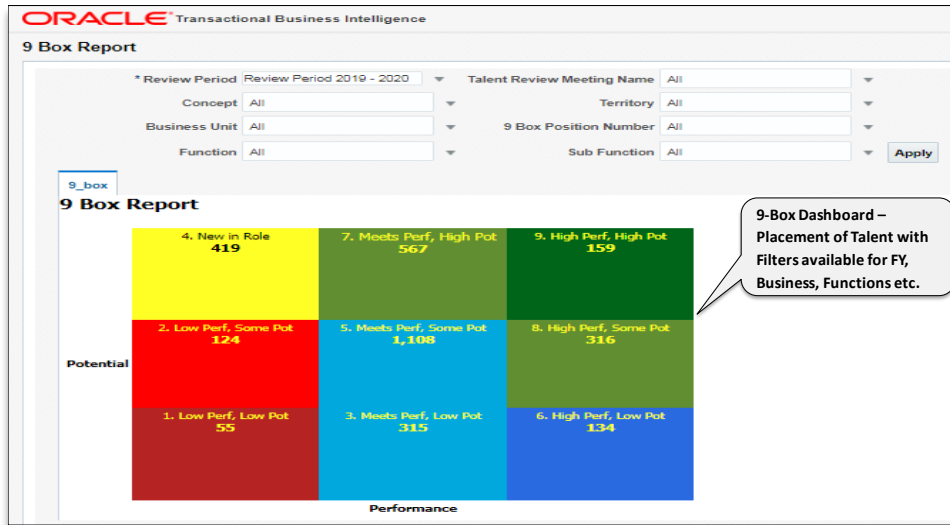 ORACLE Transactional Business Intelligence
9 Box Report
* Review Period Review Period 2019 - 2020 Talent Review Meeting Name All
Concept All Territory All
Business Unit All 9 Box Position Number All
Function All Sub Function All Apply
9_box
9 Box Report
4. New in Role
419
7. Meets Perf, High Pot
567
9. High Perf, High Pot
159
9-Box Dashboard –
Placement of Talent with
Filters available for FY,
Business, Functions etc.
2. Low Perf, Some Pot
124
5. Meets Perf, Some Pot
1,108
8. High Perf, Some Pot
316
Potential
1. Low Perf, Low Pot
55
3. Meets Perf, Low Pot
315
6. High Perf, Low Pot
134
Performance